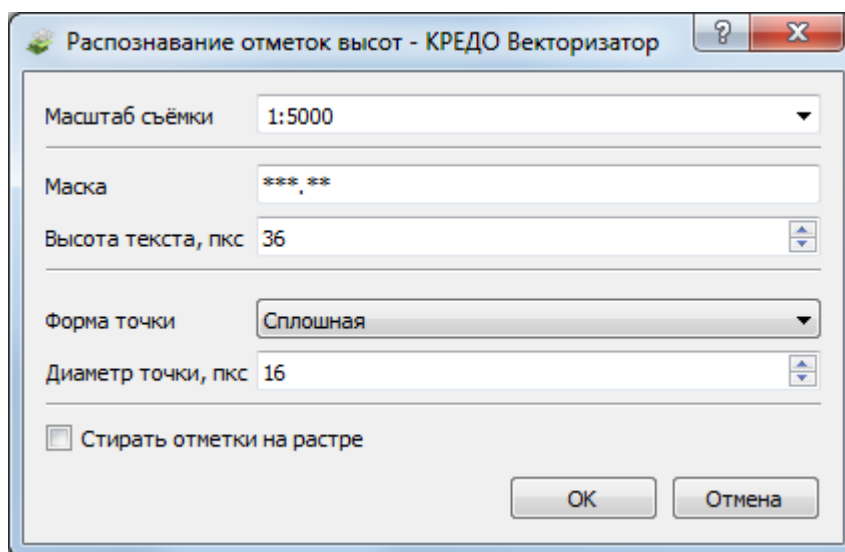 Распознавание отметок высот - КРЕДО Векторизатор
Масштаб съёмки 1:5000
Маска ***.**
Высота текста, пкс 36
Форма точки Сплошная
Диаметр точки, пкс 16
Стирать отметки на растре
OK Отмена